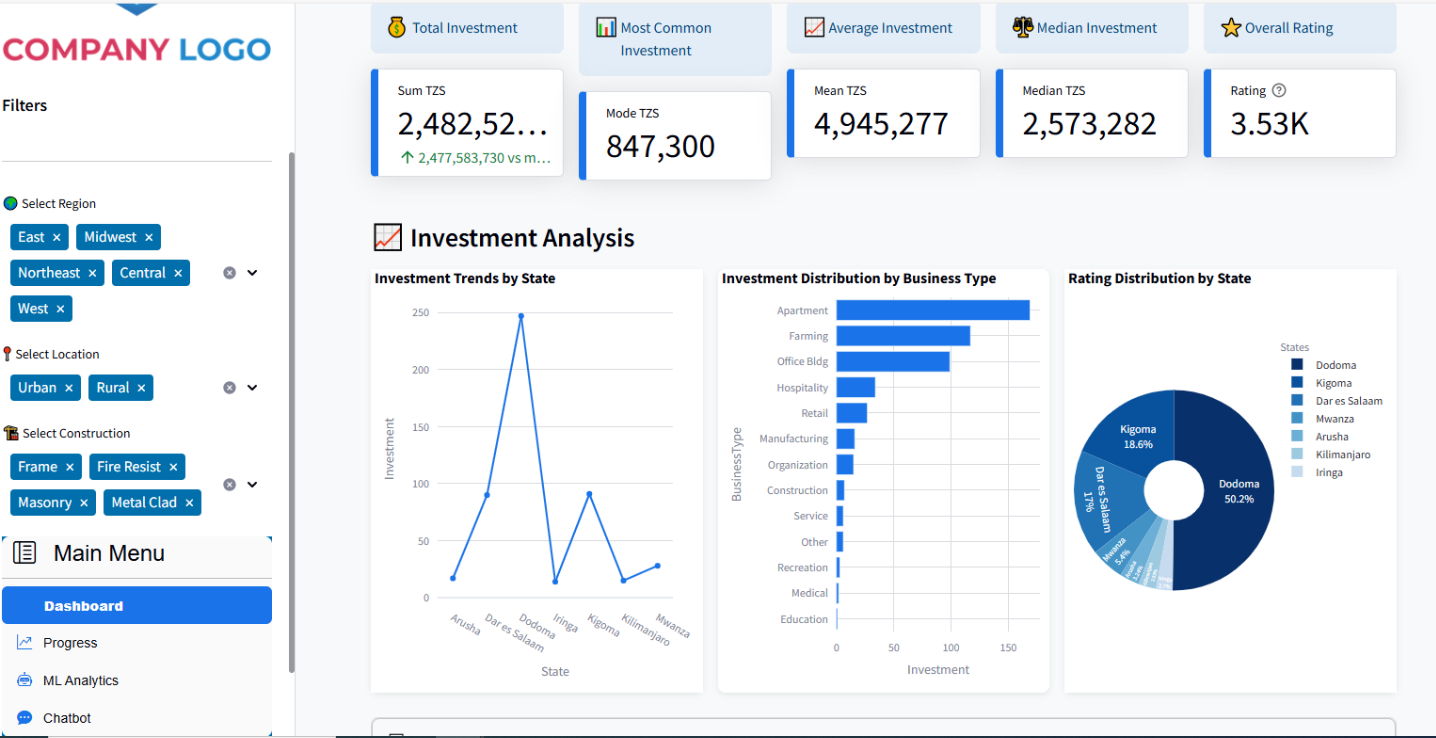 COMPANY LOGO
Filters
Select Region
East ×
Midwest ×
Northeast ×
Central ×
West ×
Select Location
Urban ×
Rural ×
Select Construction
Frame ×
Fire Resist ×
Masonry ×
Metal Clad ×
Main Menu
Dashboard
Progress
ML Analytics
Chatbot
Total Investment
Sum TZS
2,482,52...
2,477,583,730 vs m...
Most Common
Investment
Mode TZS
847,300
Average Investment
Mean TZS
4,945,277
Median Investment
Median TZS
2,573,282
Overall Rating
Rating
3.53K
Investment Analysis
Investment Trends by State
Investment
250
200
150
100
50
0
Arusha
Dar es Salaam
Dodoma
Iringa
Kigoma
Kilimanjaro
Mwanza
State
Investment Distribution by Business Type
BusinessType
Apartment
Farming
Office Bldg
Hospitality
Retail
Manufacturing
Organization
Construction
Service
Other
Recreation
Medical
Education
0
50
100
150
Investment
Rating Distribution by State
States
Dodoma
Kigoma
Dar es Salaam
Mwanza
Arusha
Kilimanjaro
Iringa
Dodoma
50.2%
Kigoma
18.6%
Dar es Salaam
17%
Mwanza
5.4%